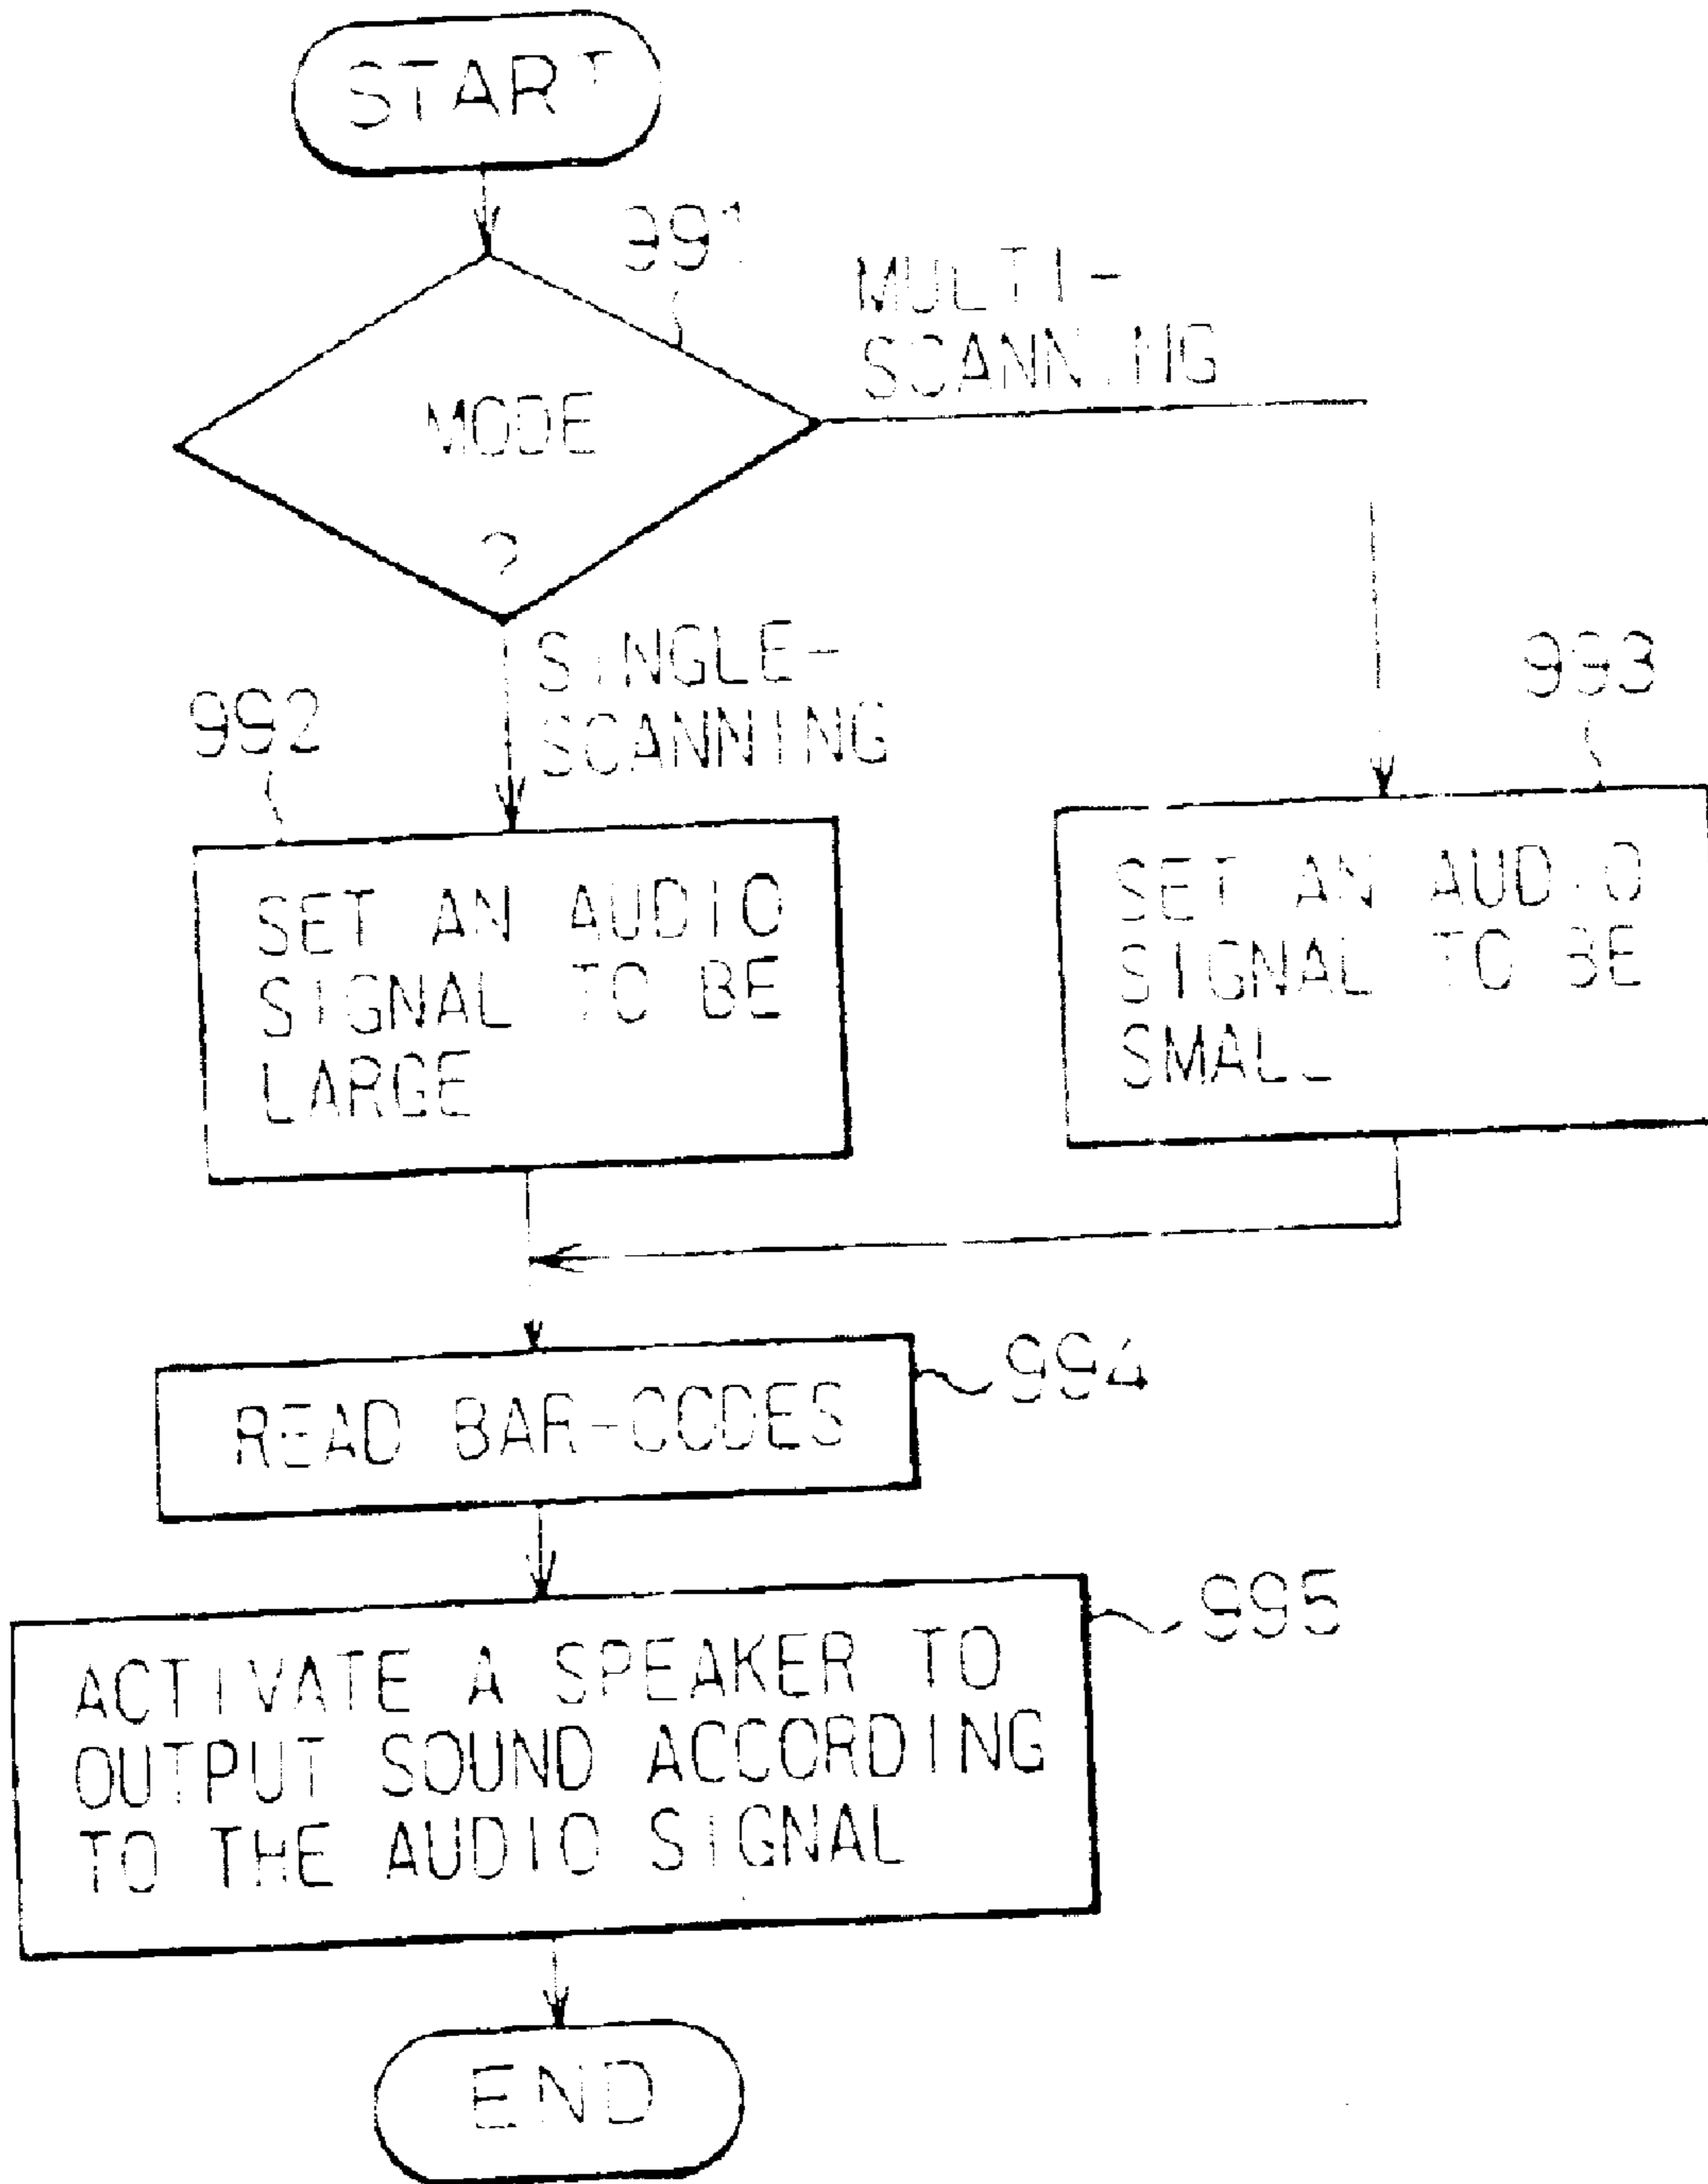 START
991
MULTI-
SCANNING
MODE
?
SINGLE-
SCANNING
992
993
SET AN AUDIO
SIGNAL TO BE
LARGE
SET AN AUDIO
SIGNAL TO BE
SMALL
READ BAR-CODES
994
ACTIVATE A SPEAKER TO
OUTPUT SOUND ACCORDING
TO THE AUDIO SIGNAL
995
END